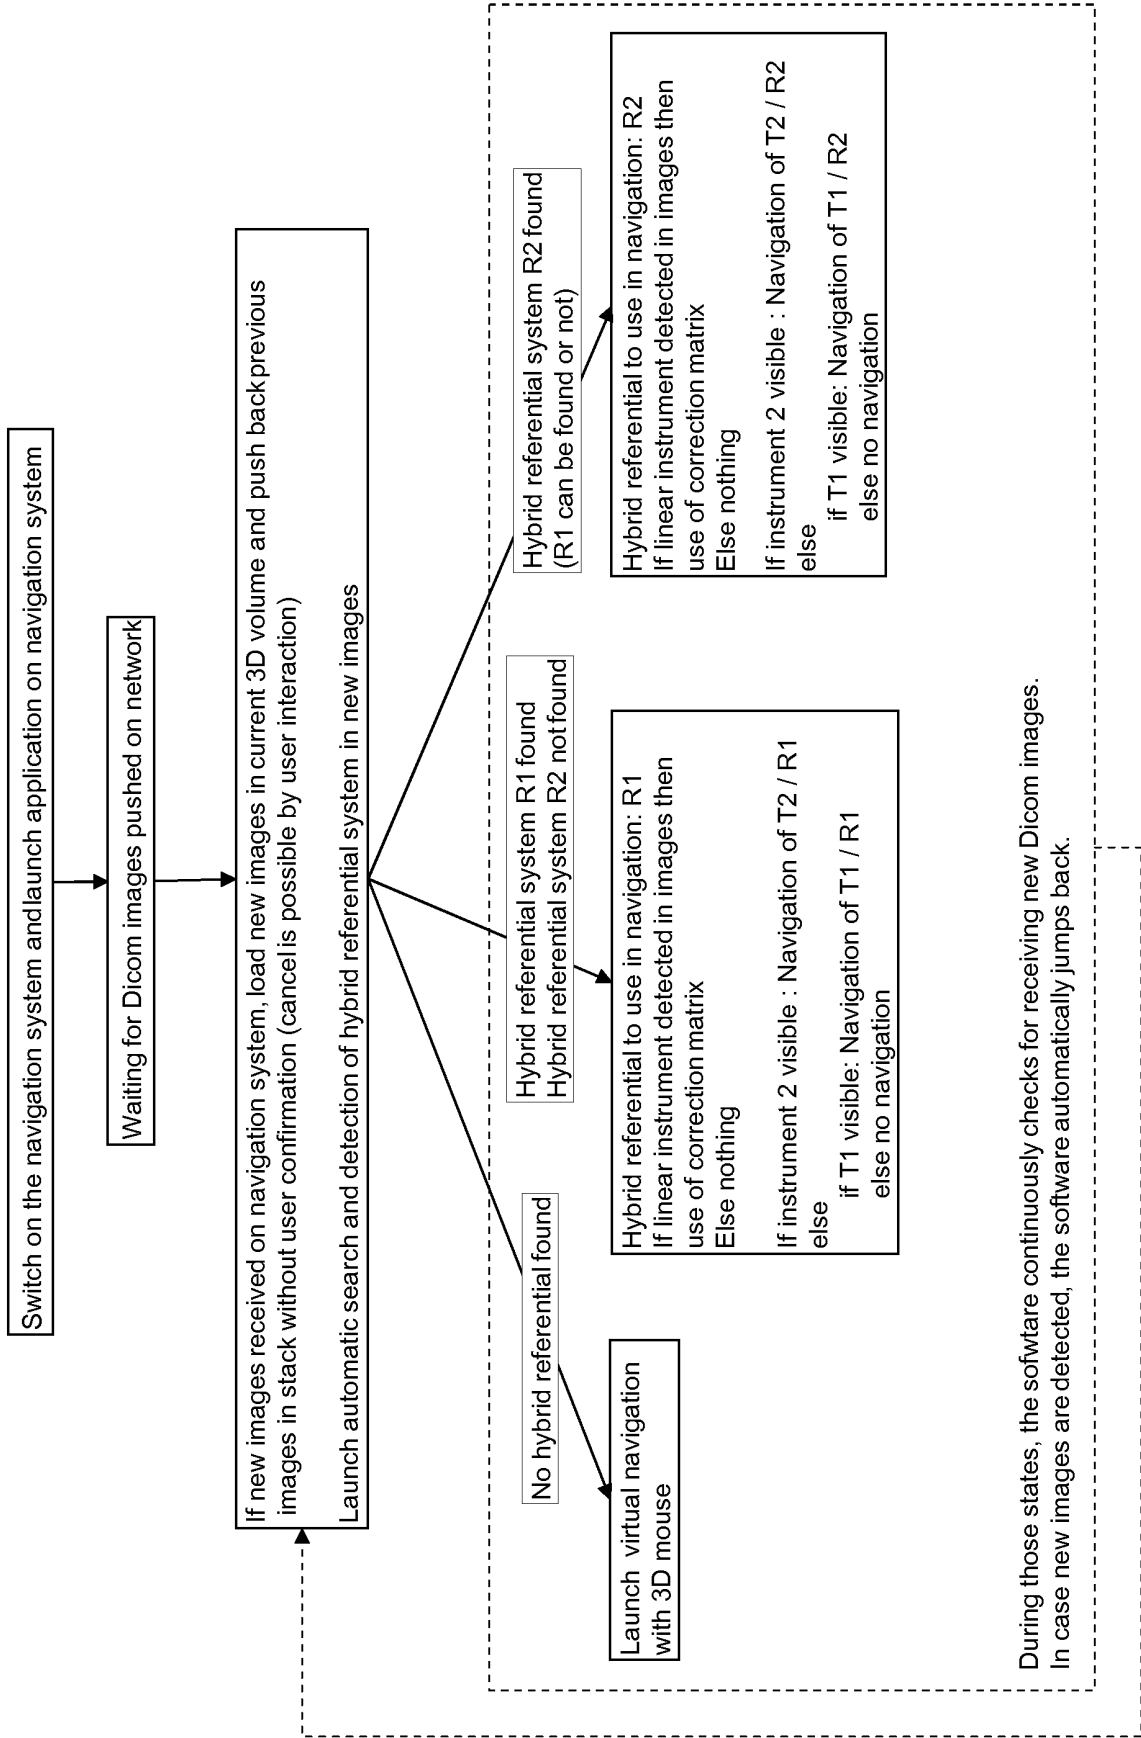 Switch on the navigation system andlaunch application on navigation system
Waiting for Dicom images pushed on network
If new images received on navigation system, load new images in current 3D volume and push back previous
images in stack without user confirmation (cancel is possible by user interaction)
Launch automatic search and detection of hybrid referential system in new images
No hybrid referential found
Launch virtual navigation
with 3D mouse
Hybrid referential system R1 found
Hybrid referential system R2 not found
Hybrid referential to use in navigation: R1
If linear instrument detected in images then
use of correction matrix
Else nothing
If instrument 2 visible : Navigation of T2 / R1
else
if T1 visible: Navigation of T1 / R1
else no navigation
Hybrid referential system R2 found
(R1 can be found or not)
Hybrid referential to use in navigation: R2
If linear instrument detected in images then
use of correction matrix
Else nothing
If instrument 2 visible : Navigation of T2 / R2
else
if T1 visible: Navigation of T1 / R2
else no navigation
During those states, the sofwtare continuously checks for receiving new Dicom images.
In case new images are detected, the software automatically jumps back.